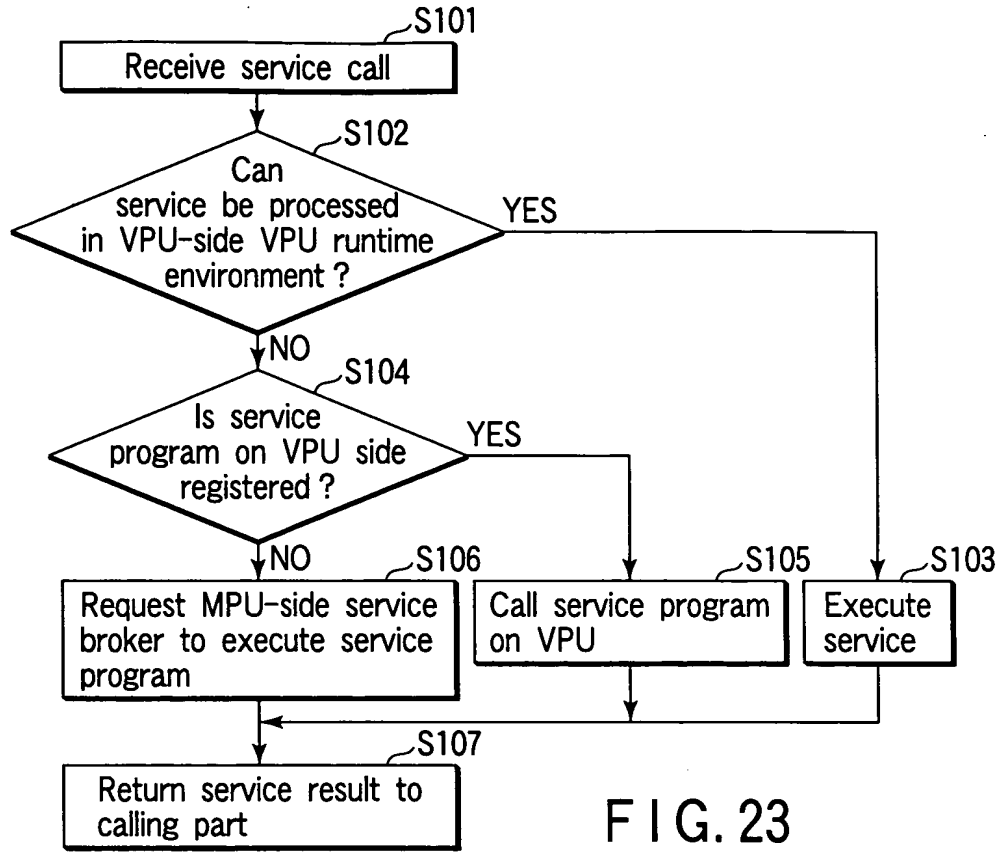 S101
Receive service call
S102
Can
service be processed
in VPU-side VPU runtime
environment?
YES
NO
S104
Is service
program on VPU side
registered?
YES
NO
S106
Request MPU-side service
broker to execute service
program
S105
Call service program
on VPU
S103
Execute
service
S107
Return service result to
calling part
FIG. 23